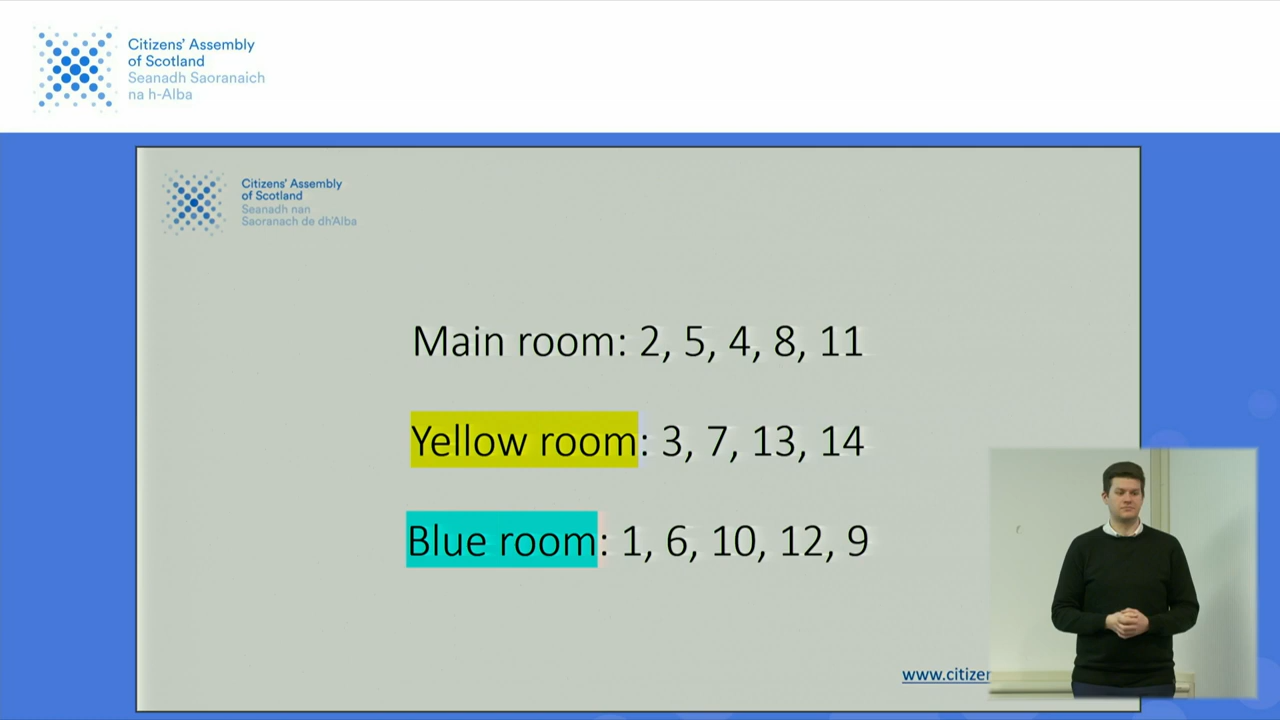 Citizens' Assembly
of Scotland
Seanadh Saoranaich
na h-Alba
Citizens' Assembly
of Scotland
Seanadh nan
Saoranach de dh'Alba
Main room: 2, 5, 4, 8, 11
Yellow room: 3, 7, 13, 14
Blue room: 1, 6, 10, 12, 9